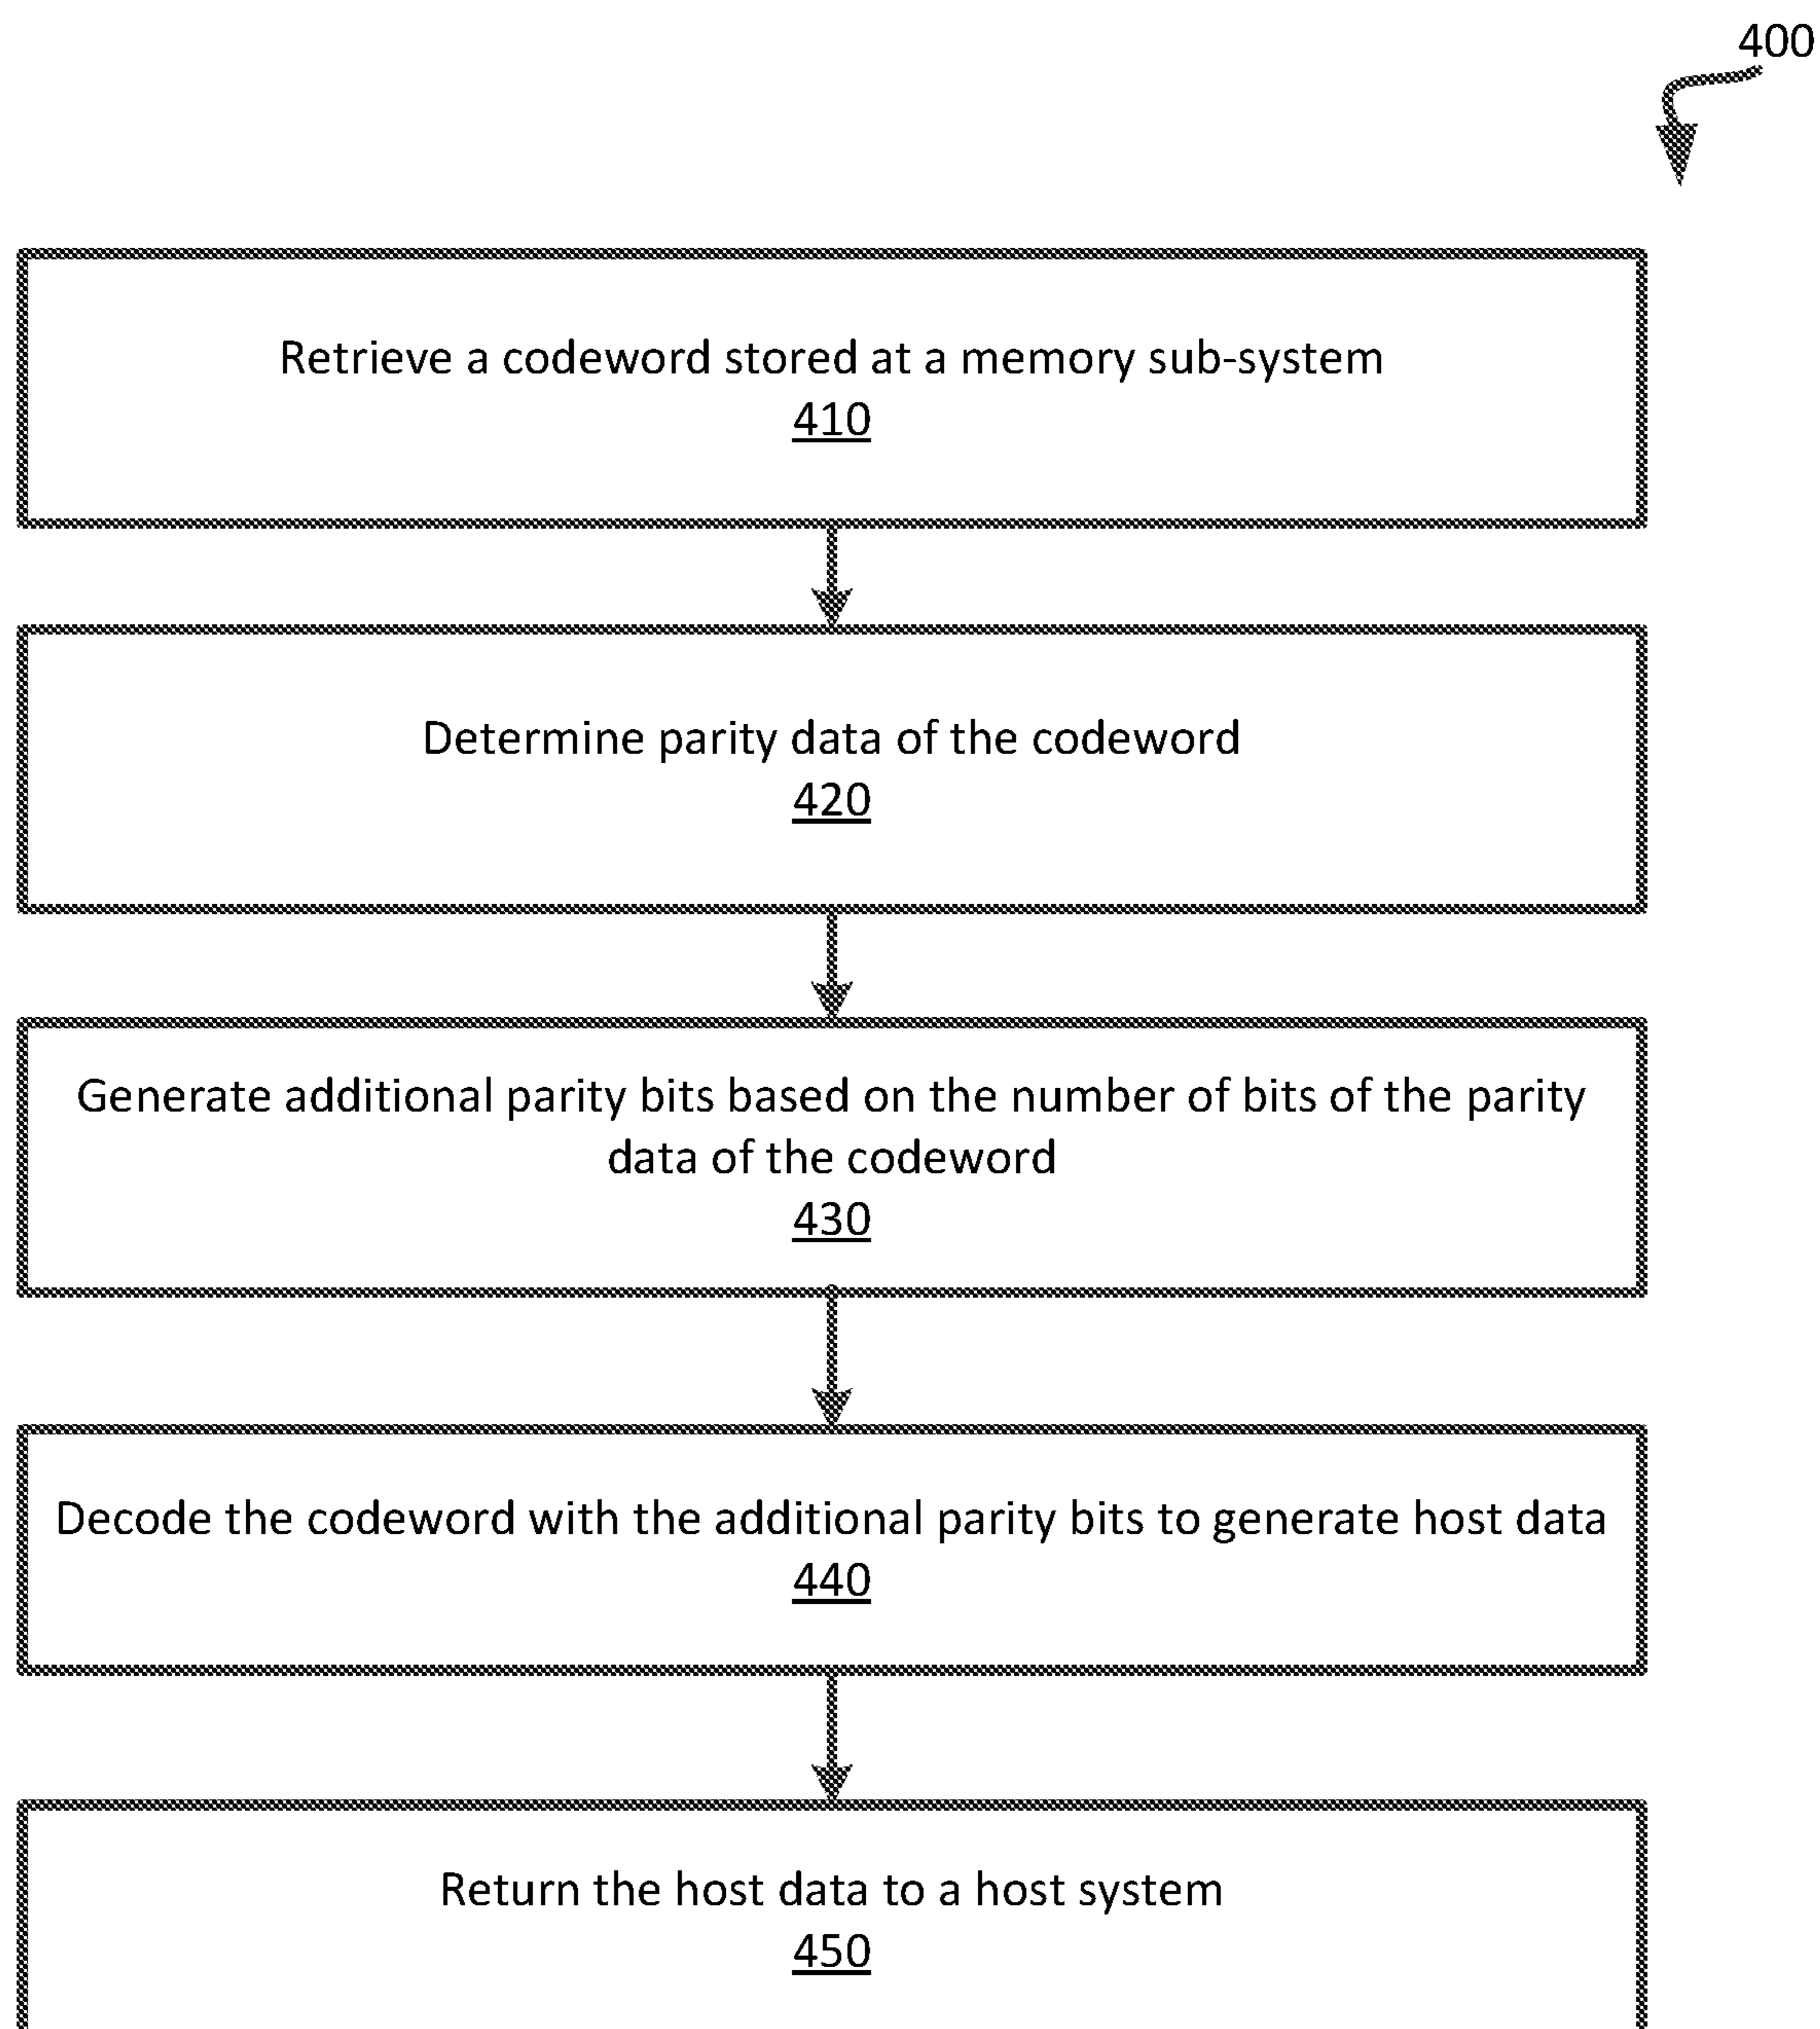 400
Retrieve a codeword stored at a memory sub-system
410
Determine parity data of the codeword
420
Generate additional parity bits based on the number of bits of the parity
data of the codeword
430
Decode the codeword with the additional parity bits to generate host data
440
Return the host data to a host system
450